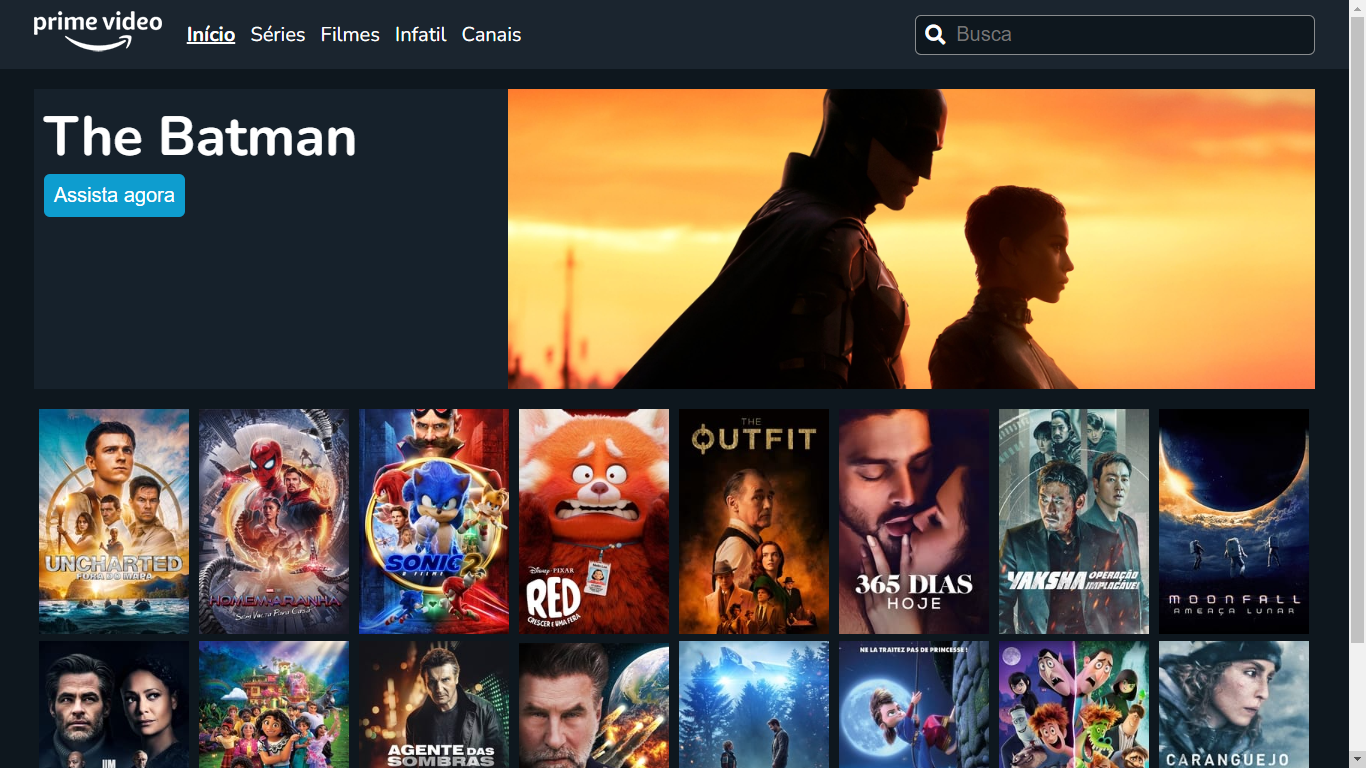 prime video
Início Séries Filmes Infatil Canais
Busca
The Batman
Assista agora
UNCHARTED
FORA DO MAPA
HOMEM-ARANHA
Sem Volta Para Casa
SONIC 2
O FILME
Disney · PIXAR
RED
CRESCER É UMA FERA
THE
OUTFIT
365 DIAS
HOJE
YAKSHA OPERAÇÃO
IMPLACÁVEL
MOONFALL
AMEAÇA LUNAR
AGENTE DAS
SOMBRAS
NE LA TRAITEZ PAS DE PRINCESSE !
CARANGUEJO